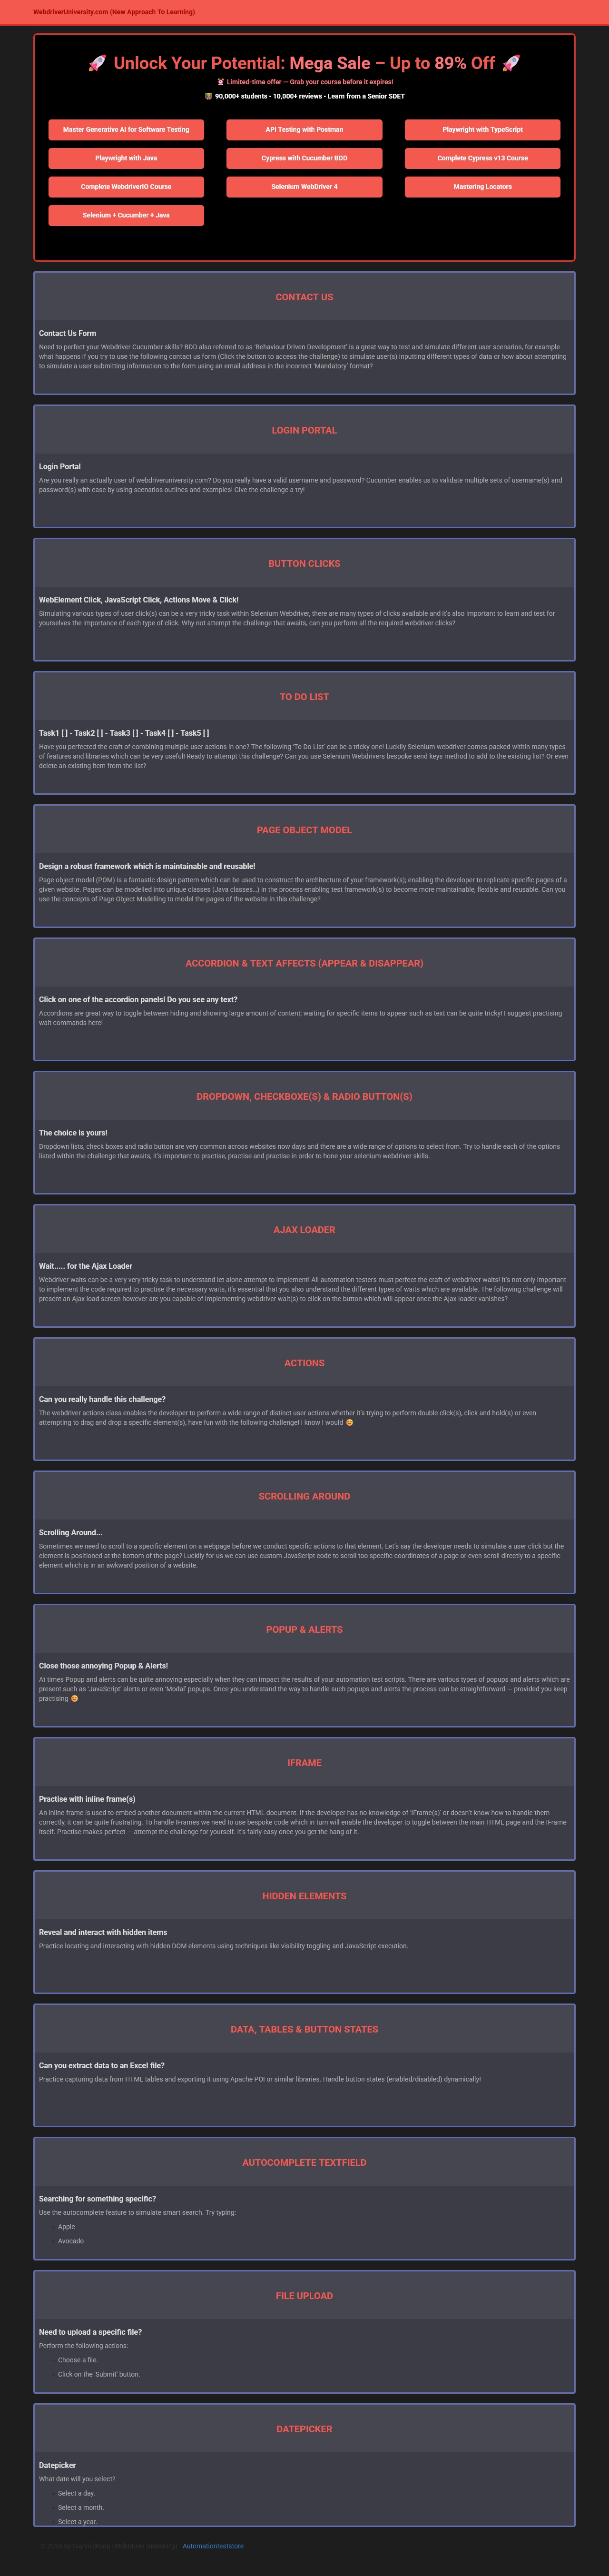 WebdriverUniversity.com (New Approach To Learning)
🚀 Unlock Your Potential: Mega Sale – Up to 89% Off 🚀
Limited-time offer — Grab your course before it expires!
90,000+ students • 10,000+ reviews • Learn from a Senior SDET
Master Generative AI for Software Testing
API Testing with Postman
Playwright with TypeScript
Playwright with Java
Cypress with Cucumber BDD
Complete Cypress v13 Course
Complete WebdriverIO Course
Selenium WebDriver 4
Mastering Locators
Selenium + Cucumber + Java
CONTACT US
Contact Us Form
Need to perfect your Webdriver Cucumber skills? BDD also referred to as 'Behaviour Driven Development' is a great way to test and simulate different user scenarios, for example
what happens if you try to use the following contact us form (Click the button to access the challenge) to simulate user(s) inputting different types of data or how about attempting
to simulate a user submitting information to the form using an email address in the incorrect 'Mandatory' format?
LOGIN PORTAL
Login Portal
Are you really an actually user of webdriveruniversity.com? Do you really have a valid username and password? Cucumber enables us to validate multiple sets of username(s) and
password(s) with ease by using scenarios outlines and examples! Give the challenge a try!
BUTTON CLICKS
WebElement Click, JavaScript Click, Actions Move & Click!
Simulating various types of user click(s) can be a very tricky task within Selenium Webdriver, there are many types of clicks available and it's also important to learn and test for
yourselves the importance of each type of click. Why not attempt the challenge that awaits, can you perform all the required webdriver clicks?
TO DO LIST
Task1 [ ] - Task2 [ ] - Task3 [ ] - Task4 [ ] - Task5 [ ]
Have you perfected the craft of combining multiple user actions in one? The following 'To Do List' can be a tricky one! Luckily Selenium webdriver comes packed within many types
of features and libraries which can be very useful! Ready to attempt this challenge? Can you use Selenium Webdrivers bespoke send keys method to add to the existing list? Or even
delete an existing item from the list?
PAGE OBJECT MODEL
Design a robust framework which is maintainable and reusable!
Page object model (POM) is a fantastic design pattern which can be used to construct the architecture of your framework(s); enabling the developer to replicate specific pages of a
given website. Pages can be modelled into unique classes (Java classes…) in the process enabling test framework(s) to become more maintainable, flexible and reusable. Can you
use the concepts of Page Object Modelling to model the pages of the website in this challenge?
ACCORDION & TEXT AFFECTS (APPEAR & DISAPPEAR)
Click on one of the accordion panels! Do you see any text?
Accordions are great way to toggle between hiding and showing large amount of content, waiting for specific items to appear such as text can be quite tricky! I suggest practising
wait commands here!
DROPDOWN, CHECKBOXE(S) & RADIO BUTTON(S)
The choice is yours!
Dropdown lists, check boxes and radio button are very common across websites now days and there are a wide range of options to select from. Try to handle each of the options
listed within the challenge that awaits, it's important to practise, practise and practise in order to hone your selenium webdriver skills.
AJAX LOADER
Wait..... for the Ajax Loader
Webdriver waits can be a very very tricky task to understand let alone attempt to implement! All automation testers must perfect the craft of webdriver waits! It's not only important
to implement the code required to practise the necessary waits, it's essential that you also understand the different types of waits which are available. The following challenge will
present an Ajax load screen however are you capable of implementing webdriver wait(s) to click on the button which will appear once the Ajax loader vanishes?
ACTIONS
Can you really handle this challenge?
The webdriver actions class enables the developer to perform a wide range of distinct user actions whether it's trying to perform double click(s), click and hold(s) or even
attempting to drag and drop a specific element(s), have fun with the following challenge! I know I would 😊
SCROLLING AROUND
Scrolling Around...
Sometimes we need to scroll to a specific element on a webpage before we conduct specific actions to that element. Let's say the developer needs to simulate a user click but the
element is positioned at the bottom of the page? Luckily for us we can use custom JavaScript code to scroll too specific coordinates of a page or even scroll directly to a specific
element which is in an awkward position of a website.
POPUP & ALERTS
Close those annoying Popup & Alerts!
At times Popup and alerts can be quite annoying especially when they can impact the results of your automation test scripts. There are various types of popups and alerts which are
present such as 'JavaScript' alerts or even 'Modal' popups. Once you understand the way to handle such popups and alerts the process can be straightforward — provided you keep
practising 😊
IFRAME
Practise with inline frame(s)
An inline frame is used to embed another document within the current HTML document. If the developer has no knowledge of 'IFrame(s)' or doesn't know how to handle them
correctly, it can be quite frustrating. To handle IFrames we need to use bespoke code which in turn will enable the developer to toggle between the main HTML page and the IFrame
itself. Practise makes perfect — attempt the challenge for yourself. It's fairly easy once you get the hang of it.
HIDDEN ELEMENTS
Reveal and interact with hidden items
Practice locating and interacting with hidden DOM elements using techniques like visibility toggling and JavaScript execution.
DATA, TABLES & BUTTON STATES
Can you extract data to an Excel file?
Practice capturing data from HTML tables and exporting it using Apache POI or similar libraries. Handle button states (enabled/disabled) dynamically!
AUTOCOMPLETE TEXTFIELD
Searching for something specific?
Use the autocomplete feature to simulate smart search. Try typing:
Apple
Avocado
FILE UPLOAD
Need to upload a specific file?
Perform the following actions:
Choose a file.
Click on the 'Submit' button.
DATEPICKER
Datepicker
What date will you select?
Select a day.
Select a month.
Select a year.
Automationteststore